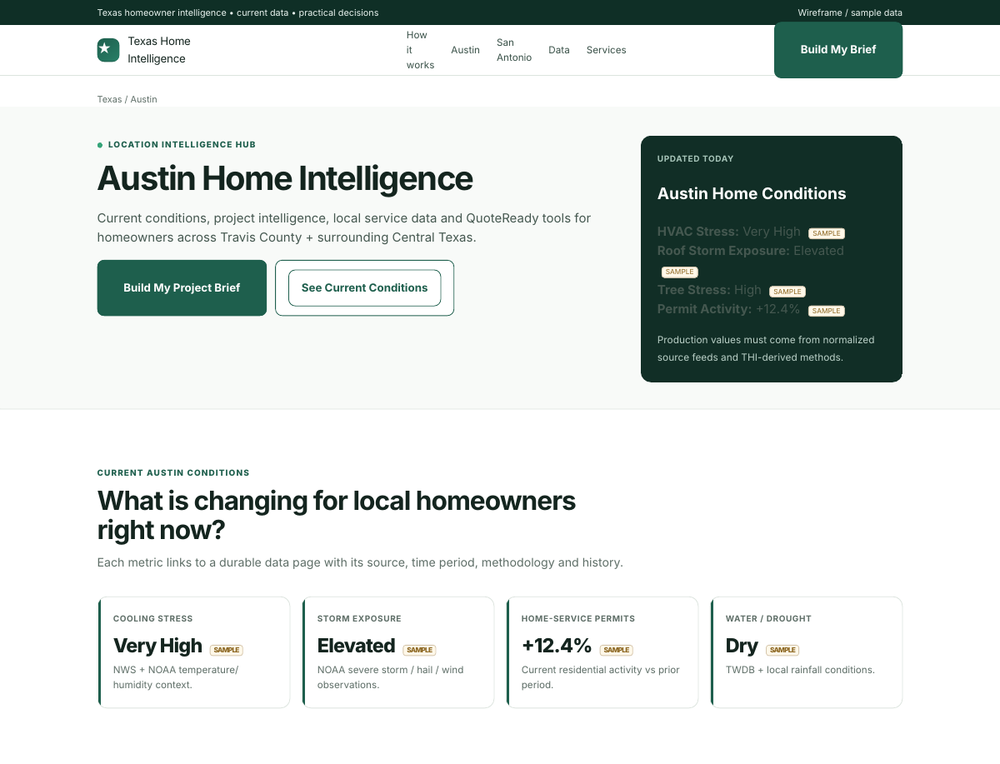 Texas homeowner intelligence • current data • practical decisions
Wireframe / sample data
Texas Home
Intelligence
How
it
works
Austin
San
Antonio
Data
Services
Build My Brief
Texas / Austin
LOCATION INTELLIGENCE HUB
Austin Home Intelligence
Current conditions, project intelligence, local service data and QuoteReady tools for
homeowners across Travis County + surrounding Central Texas.
Build My Project Brief
See Current Conditions
UPDATED TODAY
Austin Home Conditions
HVAC Stress: Very High SAMPLE
Roof Storm Exposure: Elevated
SAMPLE
Tree Stress: High SAMPLE
Permit Activity: +12.4% SAMPLE
Production values must come from normalized
source feeds and THI-derived methods.
CURRENT AUSTIN CONDITIONS
What is changing for local homeowners
right now?
Each metric links to a durable data page with its source, time period, methodology and history.
COOLING STRESS
Very High SAMPLE
NWS + NOAA temperature/
humidity context.
STORM EXPOSURE
Elevated SAMPLE
NOAA severe storm / hail / wind
observations.
HOME-SERVICE PERMITS
+12.4% SAMPLE
Current residential activity vs prior
period.
WATER / DROUGHT
Dry SAMPLE
TWDB + local rainfall conditions.